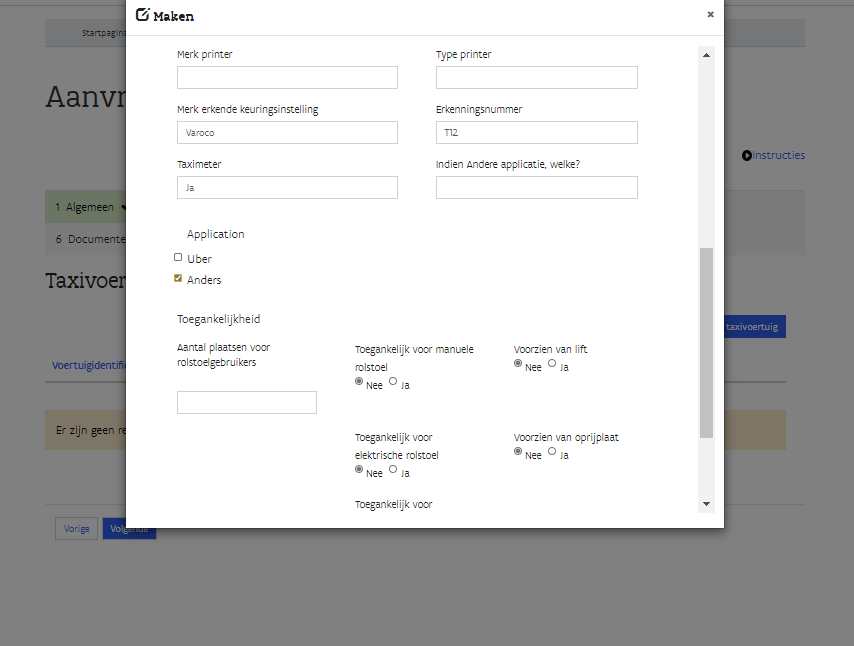 Maken
×
Startpagina
Aanvr
Instructies
1 Algemeen
6 Documente
Taxivoer
taxivoertuig
Voertuigidentifi
Er zijn geen re
Vorige
Volgende
Merk printer
Type printer
Merk erkende keuringsinstelling
Erkenningsnummer
Varoco
T12
Taximeter
Indien Andere applicatie, welke?
Ja
Application
Uber
Anders
Toegankelijkheid
Aantal plaatsen voor
rolstoelgebruikers
Toegankelijk voor manuele
rolstoel
Nee Ja
Voorzien van lift
Nee Ja
Toegankelijk voor
elektrische rolstoel
Nee Ja
Voorzien van oprijplaat
Nee Ja
Toegankelijk voor